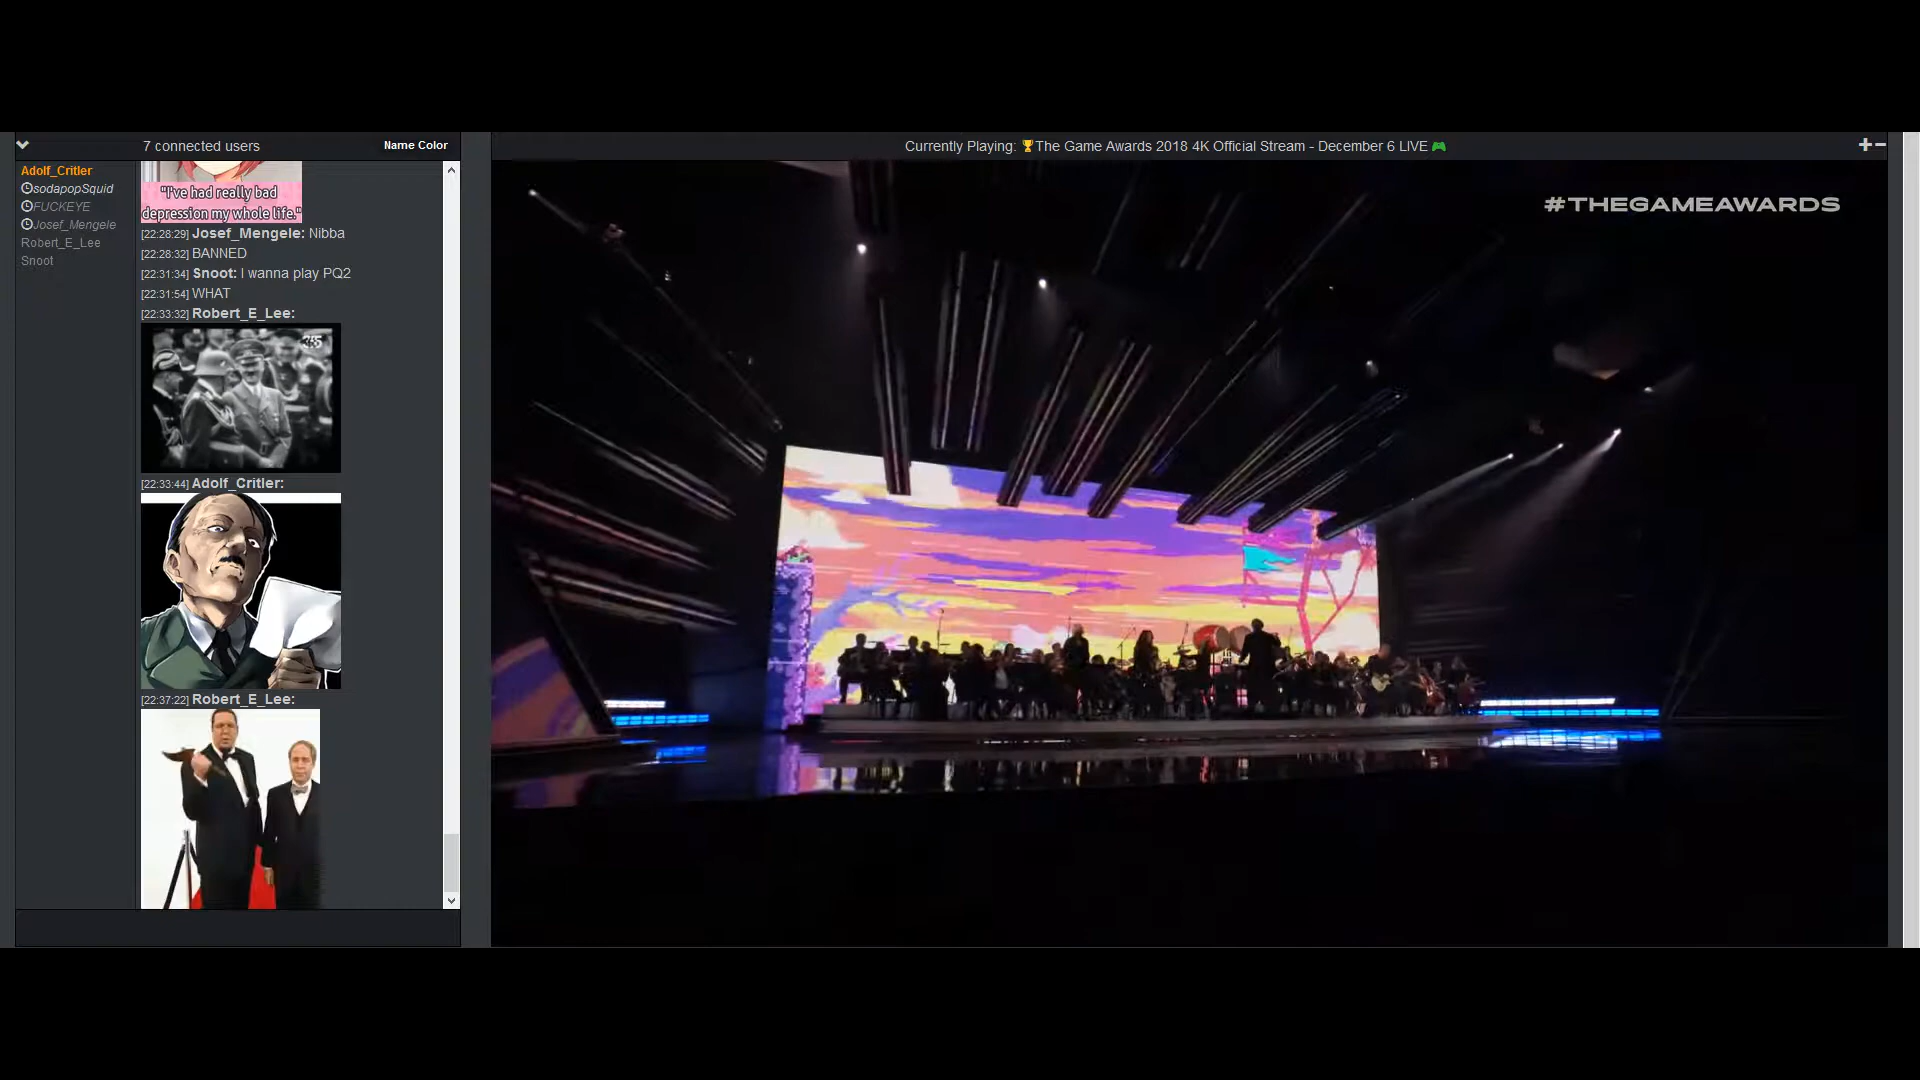 7 connected users
Name Color
Currently Playing: 🏆The Game Awards 2018 4K Official Stream - December 6 LIVE 🎮
Adolf_Critler
sodapopSquid
FUCKEYE
Josef_Mengele
Robert_E_Lee
Snoot
"I've had really bad
depression my whole life."
[22:28:29] Josef_Mengele: Nibba
[22:28:32] BANNED
[22:31:34] Snoot: I wanna play PQ2
[22:31:54] WHAT
[22:33:32] Robert_E_Lee:
[22:33:44] Adolf_Critler:
[22:37:22] Robert_E_Lee:
#THEGAMEAWARDS